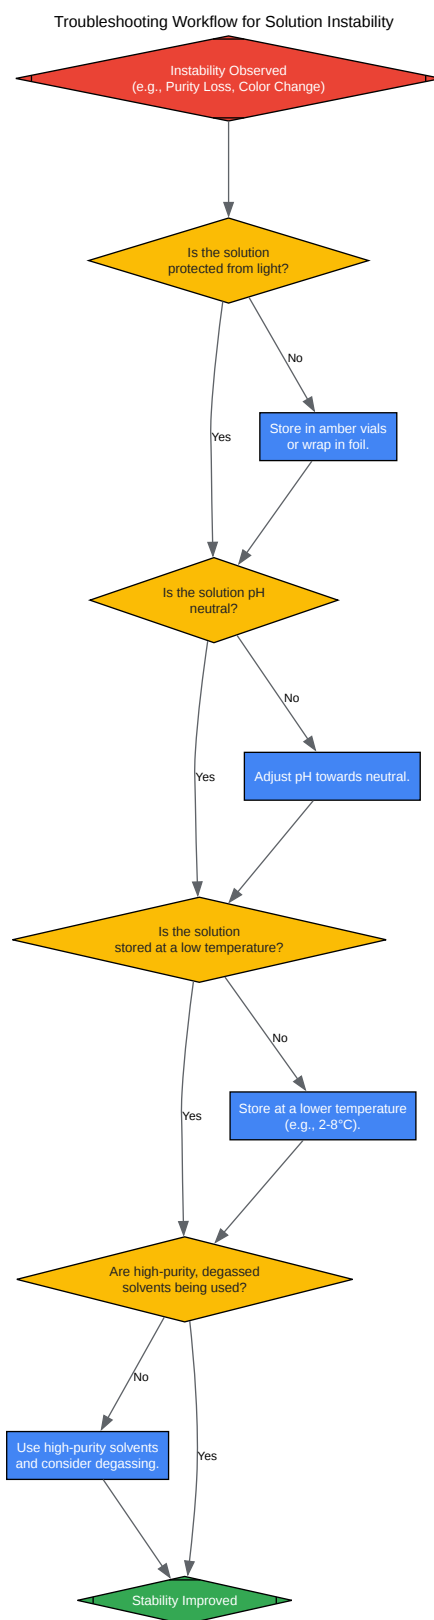 Troubleshooting Workflow for Solution Instability
Instability Observed
(e.g., Purity Loss, Color Change)
Is the solution
protected from light?
No
Store in amber vials
or wrap in foil.
Yes
Is the solution pH
neutral?
No
Adjust pH towards neutral.
Yes
Is the solution
stored at a low temperature?
No
Store at a lower temperature
(e.g., 2-8°C).
Yes
Are high-purity, degassed
solvents being used?
No
Use high-purity solvents
and consider degassing.
Yes
Stability Improved